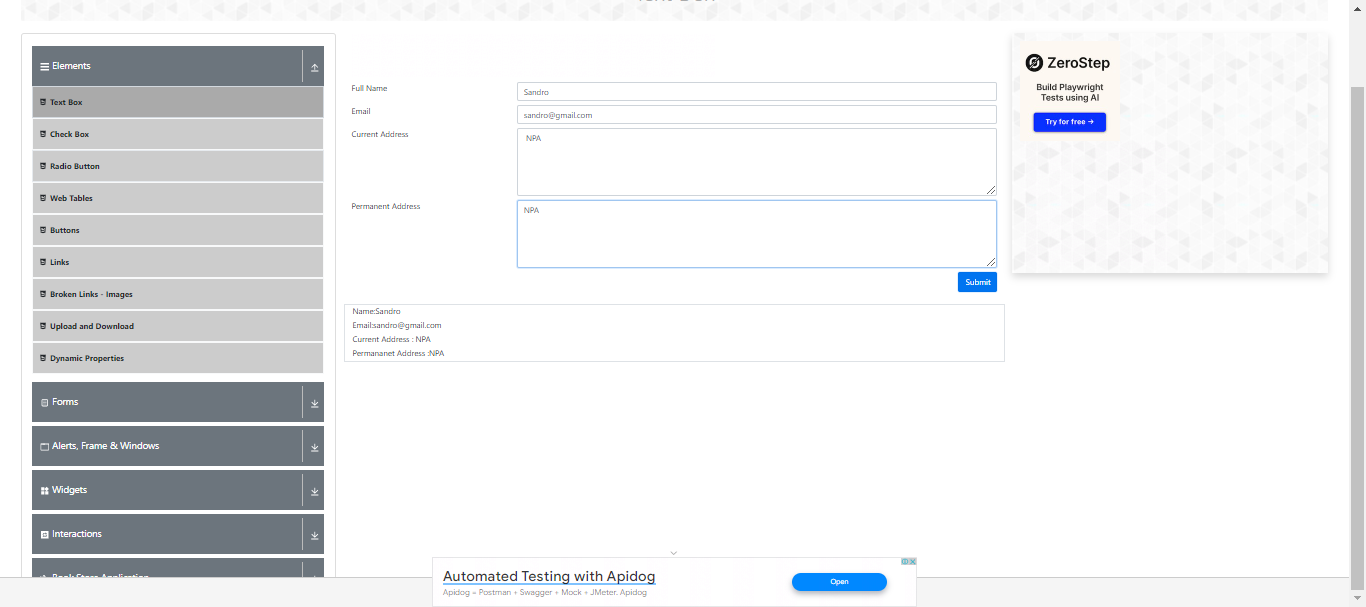 Elements
Text Box
Check Box
Radio Button
Web Tables
Buttons
Links
Broken Links - Images
Upload and Download
Dynamic Properties
Forms
Alerts, Frame & Windows
Widgets
Interactions
Book Store Application
Full Name
Sandro
Email
sandro@gmail.com
Current Address
NPA
Permanent Address
NPA
Submit
Name:Sandro
Email:sandro@gmail.com
Current Address : NPA
Permananet Address :NPA
ZeroStep
Build Playwright
Tests using AI
Try for free →
Automated Testing with Apidog
Apidog = Postman + Swagger + Mock + JMeter. Apidog
Open